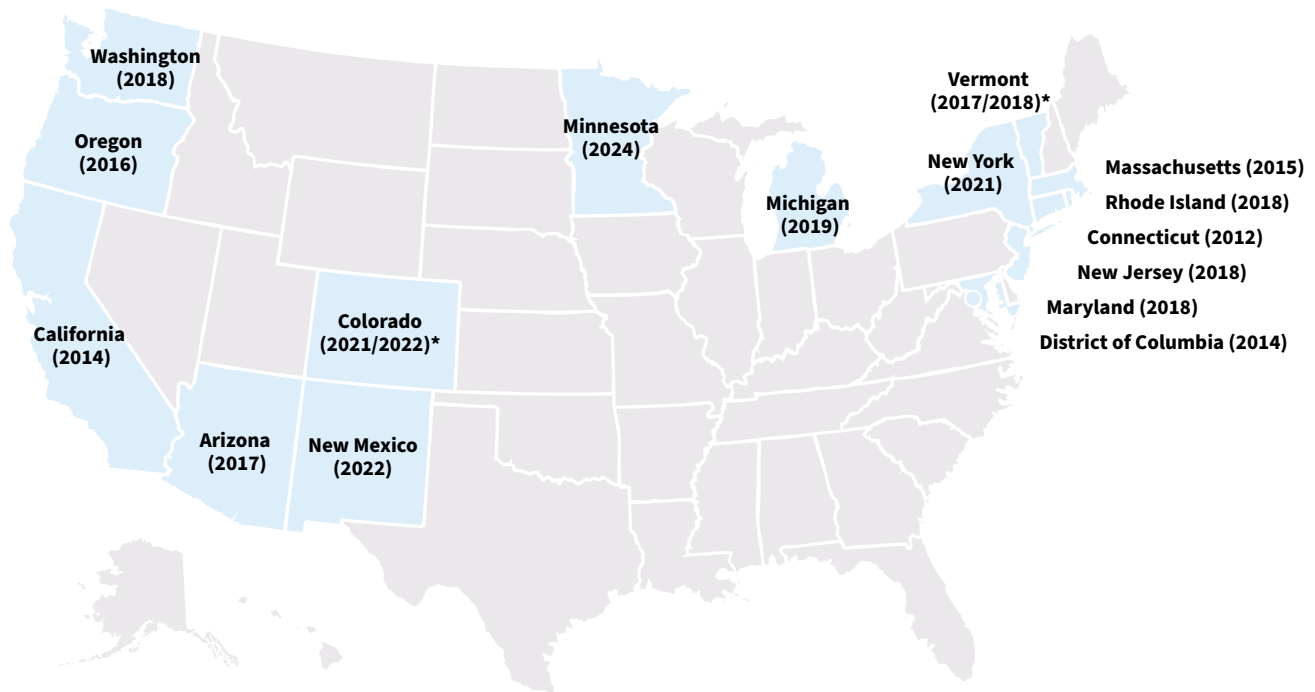 Washington
(2018)
Oregon
(2016)
California
(2014)
Arizona
(2017)
New Mexico
(2022)
Colorado
(2021/2022)*
Minnesota
(2024)
Michigan
(2019)
New York
(2021)
Vermont
(2017/2018)*
Massachusetts (2015)
Rhode Island (2018)
Connecticut (2012)
New Jersey (2018)
Maryland (2018)
District of Columbia (2014)